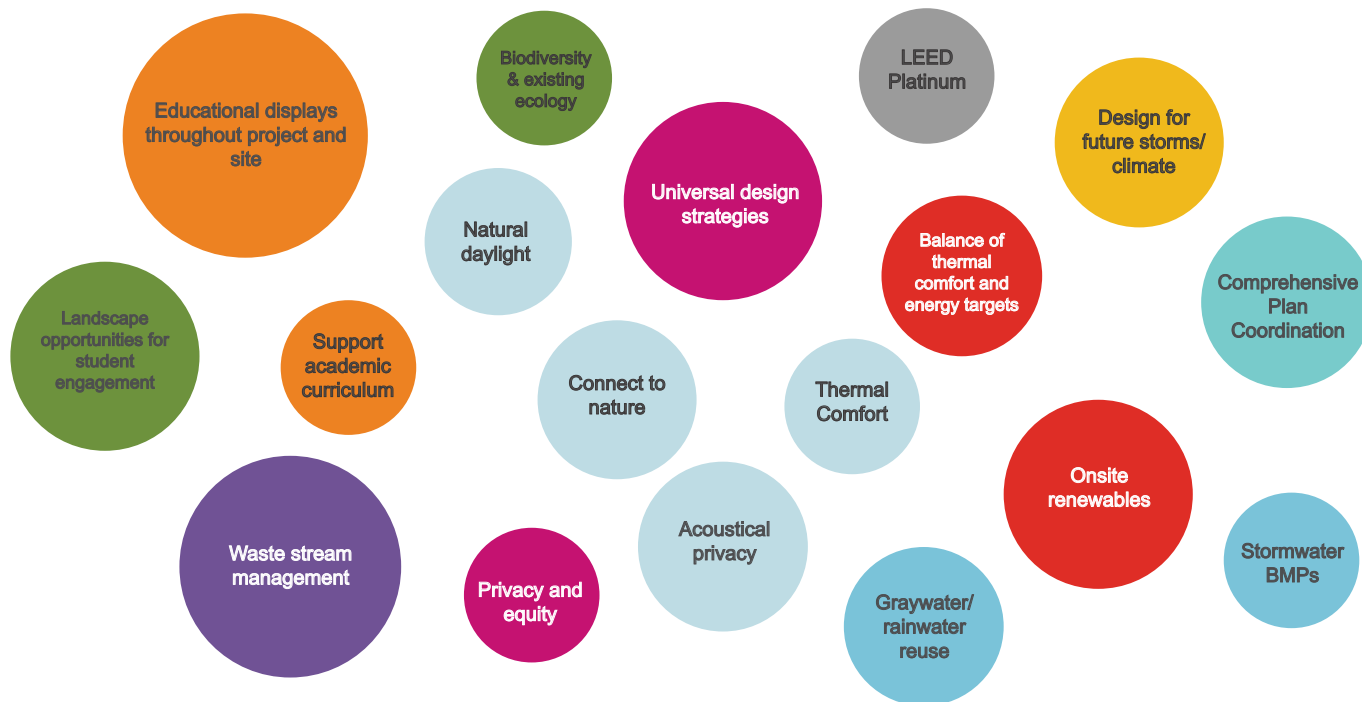 Educational displays
throughout project and
site
Biodiversity
& existing
ecology
LEED
Platinum
Design for
future storms/
climate
Universal design
strategies
Natural
daylight
Balance of
thermal
comfort and
energy targets
Comprehensive
Plan
Coordination
Landscape
opportunities for
student
engagement
Support
academic
curriculum
Connect to
nature
Thermal
Comfort
Onsite
renewables
Waste stream
management
Privacy and
equity
Acoustical
privacy
Graywater/
rainwater
reuse
Stormwater
BMPs